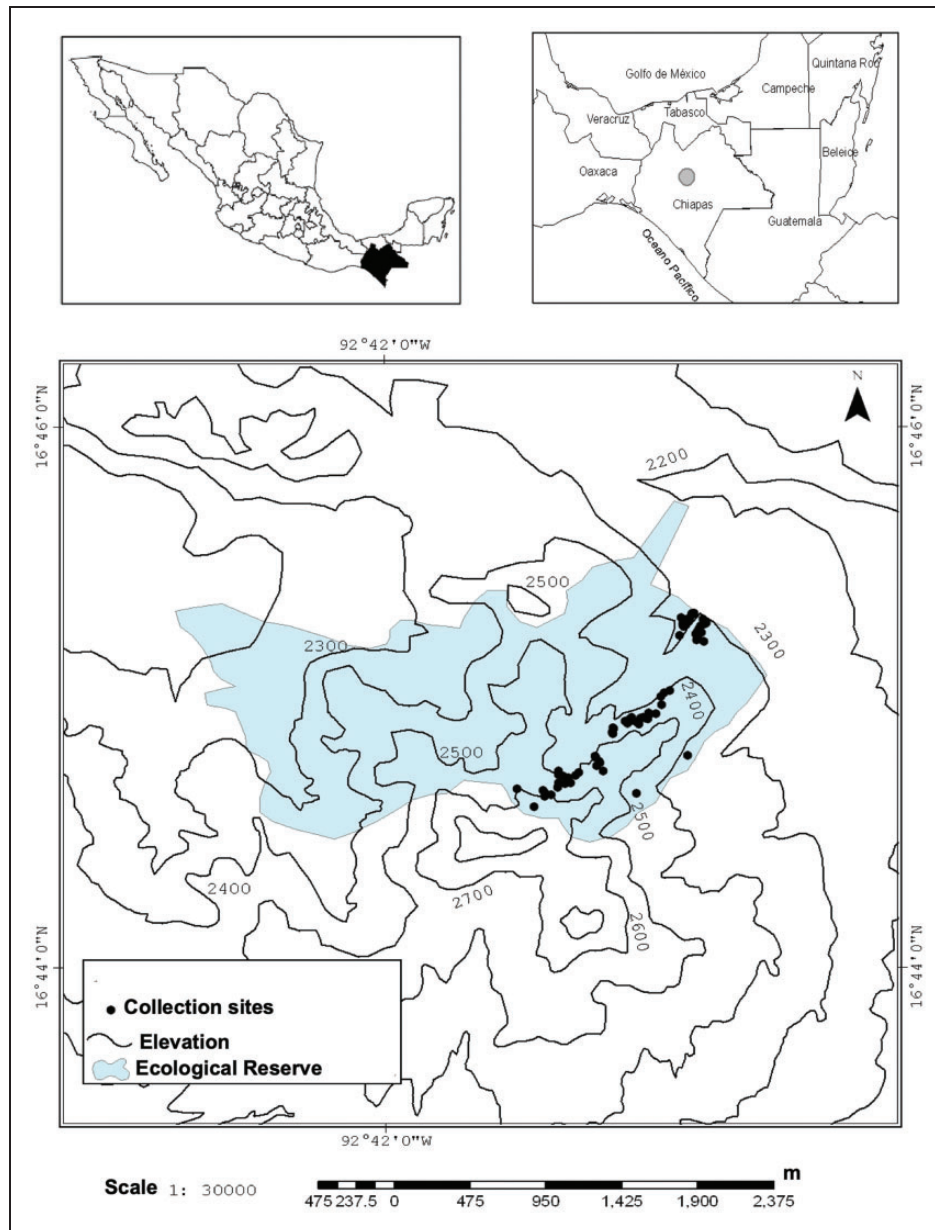 Golfo de México
Quintana Roo
Campeche
Veracruz
Tabasco
Beleice
Oaxaca
Chiapas
Guatemala
Oceano Pacífico
92°42'0"W
N
16°46'0"N
16°46'0"N
2200
2500
2300
2300
2400
2500
2500
2400
2700
2600
16°44'0"N
16°44'0"N
Collection sites
Elevation
Ecological Reserve
92°42'0"W
Scale 1: 30000
m
475 237.5 0 475 950 1,425 1,900 2,375